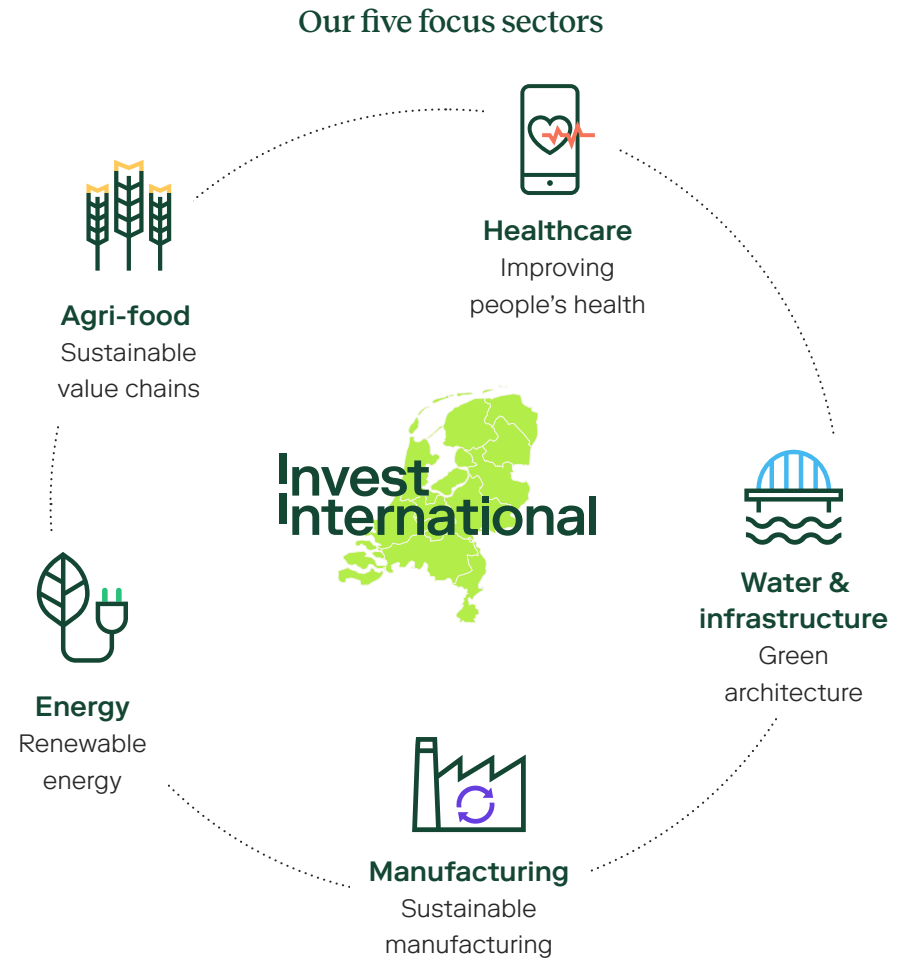 Our five focus sectors
Healthcare
Improving
people's health
Agri-food
Sustainable
value chains
Invest
International
Water &
infrastructure
Green
architecture
Energy
Renewable
energy
Manufacturing
Sustainable
manufacturing